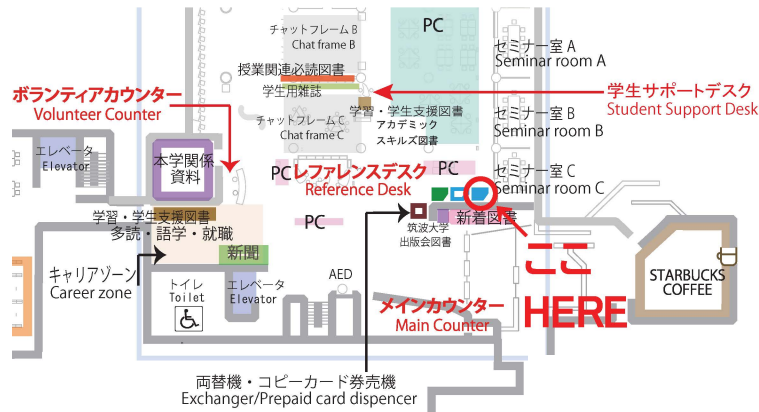 チャットフレーム B
Chat frame B
PC
セミナー室 A
Seminar room A
授業関連必読図書
学生用雑誌
学生サポートデスク
Student Support Desk
ボランティアカウンター
Volunteer Counter
学習・学生支援図書
アカデミック
スキルズ図書
チャットフレーム C
Chat frame C
セミナー室 B
Seminar room B
エレベータ
Elevator
本学関係
資料
PC
レファレンスデスク
Reference Desk
PC
セミナー室 C
Seminar room C
学習・学生支援図書
多読・語学・就職
PC
新着図書
筑波大学
出版会図書
新聞
ここ
HERE
キャリアゾーン
Career zone
トイレ
Toilet
エレベータ
Elevator
AED
メインカウンター
Main Counter
STARBUCKS
COFFEE
両替機・コピーカード券売機
Exchanger/Prepaid card dispencer